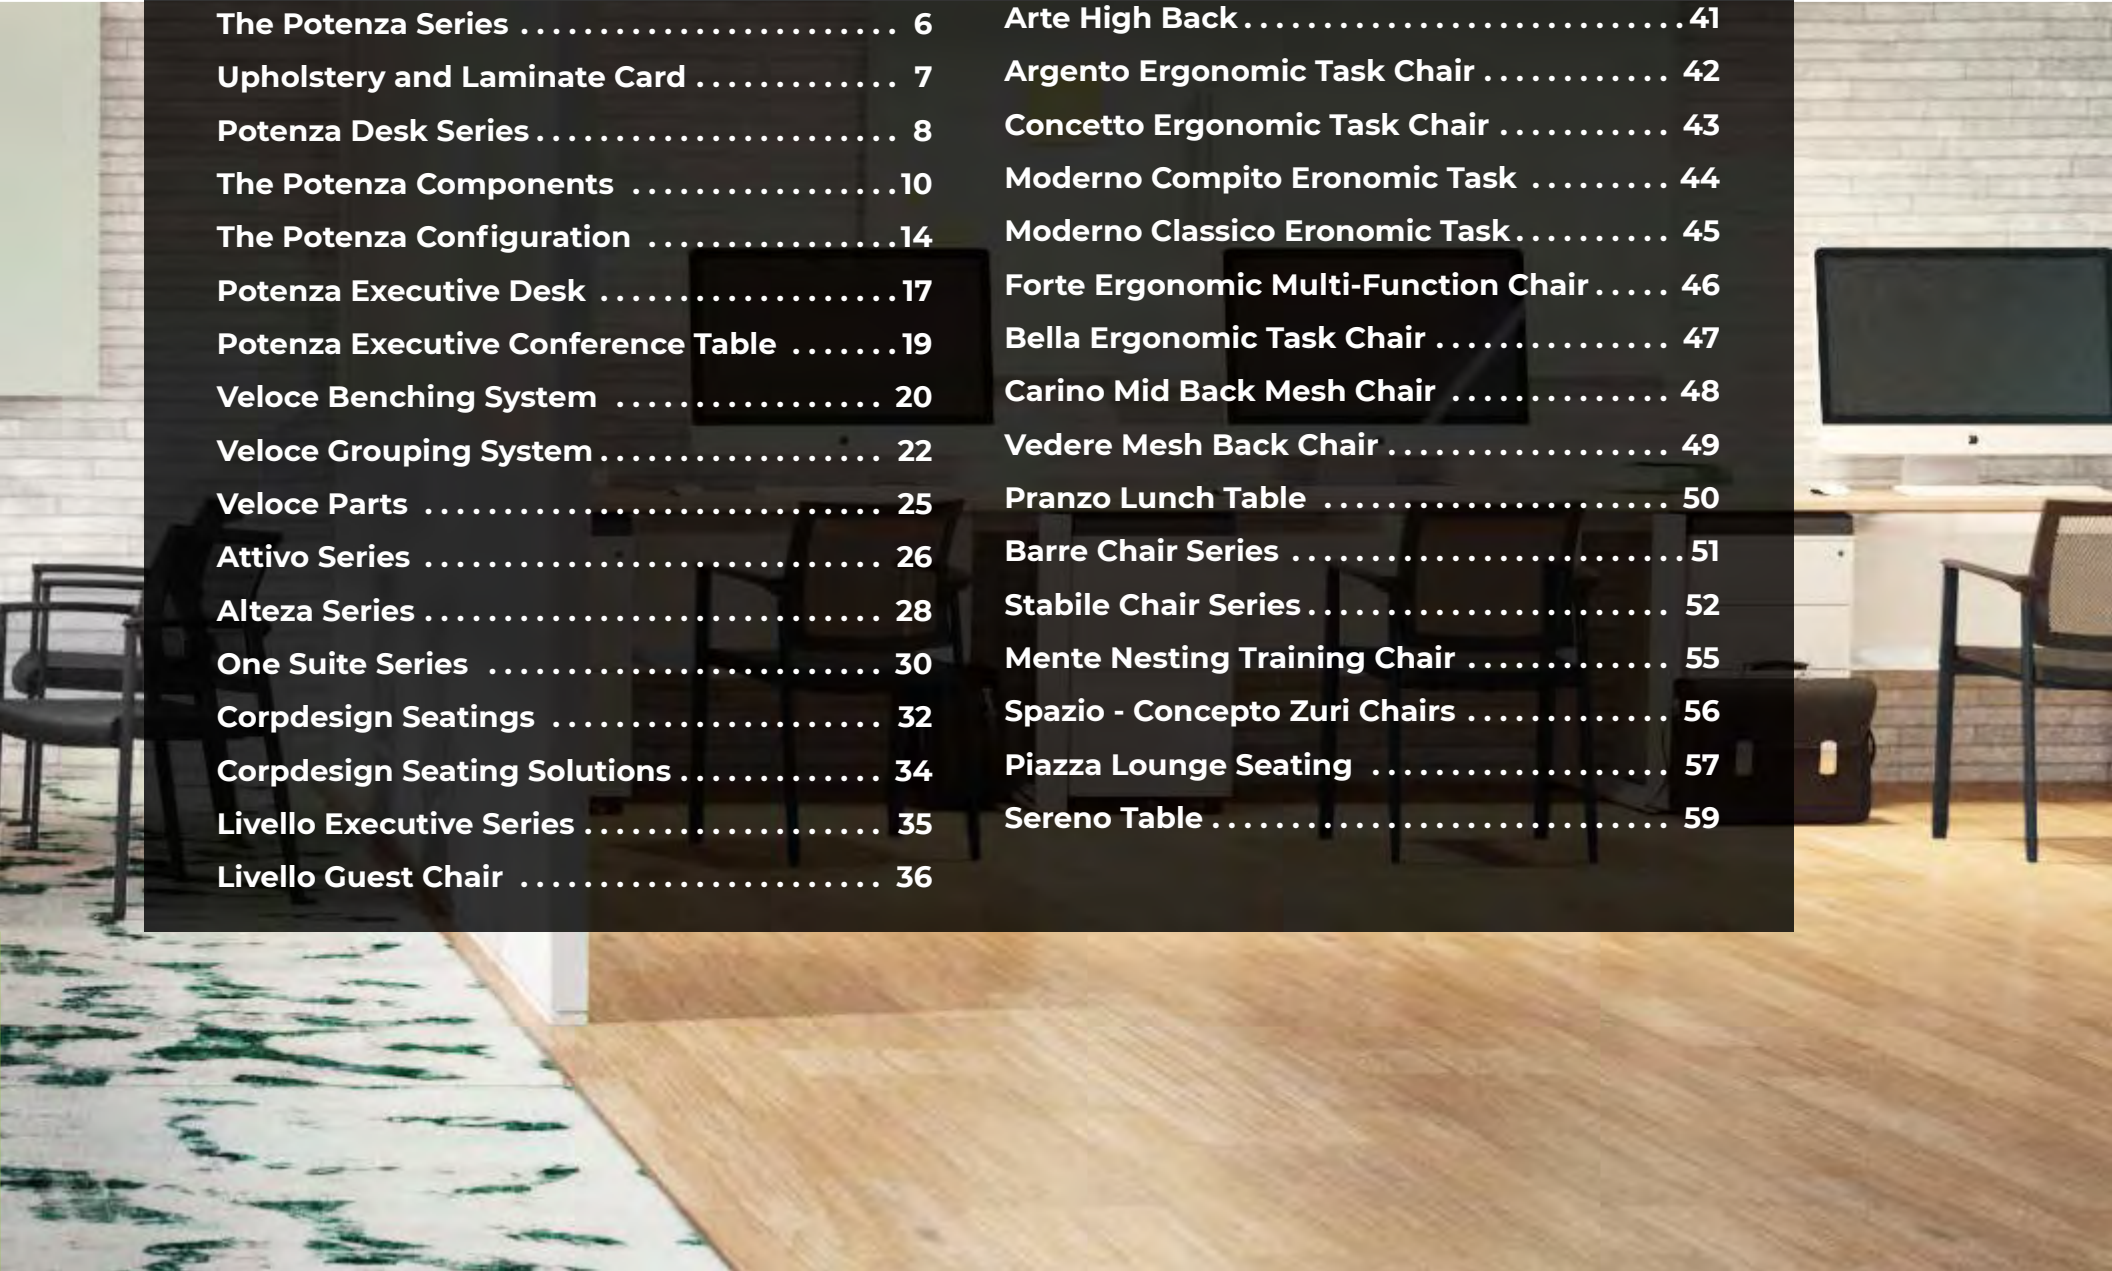 The Potenza Series ........................ 6
Upholstery and Laminate Card ............. 7
Potenza Desk Series ....................... 8
The Potenza Components ................. 10
The Potenza Configuration ................ 14
Potenza Executive Desk ................... 17
Potenza Executive Conference Table ....... 19
Veloce Benching System ................. 20
Veloce Grouping System .................. 22
Veloce Parts ............................. 25
Attivo Series ............................. 26
Alteza Series ............................. 28
One Suite Series ......................... 30
Corpdesign Seatings ..................... 32
Corpdesign Seating Solutions ............. 34
Livello Executive Series ................... 35
Livello Guest Chair ....................... 36
Arte High Back ............................ 41
Argento Ergonomic Task Chair ............ 42
Concetto Ergonomic Task Chair ........... 43
Moderno Compito Eronomic Task ......... 44
Moderno Classico Eronomic Task .......... 45
Forte Ergonomic Multi-Function Chair ..... 46
Bella Ergonomic Task Chair ............... 47
Carino Mid Back Mesh Chair .............. 48
Vedere Mesh Back Chair .................. 49
Pranzo Lunch Table ...................... 50
Barre Chair Series ......................... 51
Stabile Chair Series ....................... 52
Mente Nesting Training Chair ............. 55
Spazio - Concepto Zuri Chairs ............. 56
Piazza Lounge Seating ................... 57
Sereno Table ............................. 59